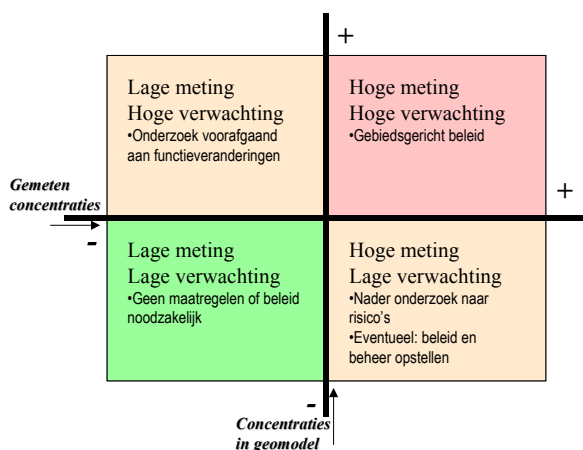 +
Lage meting
Hoge verwachting
•Onderzoek voorafgaand
aan functieveranderingen
Hoge meting
Hoge verwachting
•Gebiedsgericht beleid
Gemeten
concentraties
+
-
Lage meting
Lage verwachting
•Geen maatregelen of beleid
noodzakelijk
Hoge meting
Lage verwachting
•Nader onderzoek naar
risico's
•Eventueel: beleid en
beheer opstellen
-
Concentraties
in geomodel